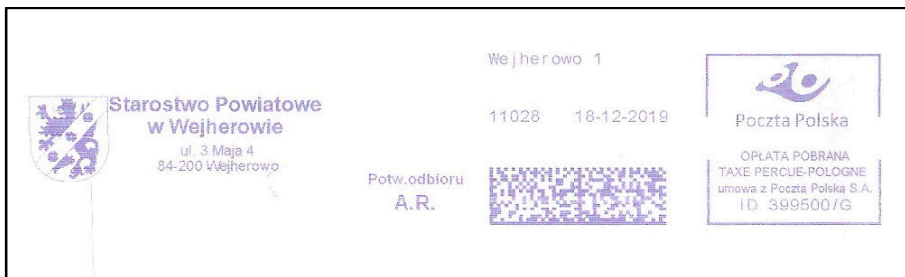 Starostwo Powiatowe
w Wejherowie
ul. 3 Maja 4
84-200 Wejherowo
Potw.odbioru
A.R.
Wejherowo 1
11028 18-12-2019
Poczta Polska
OPŁATA POBRANA
TAXE PERCUE-POLOGNE
umowa z Poczta Polska S.A.
ID 399500/G